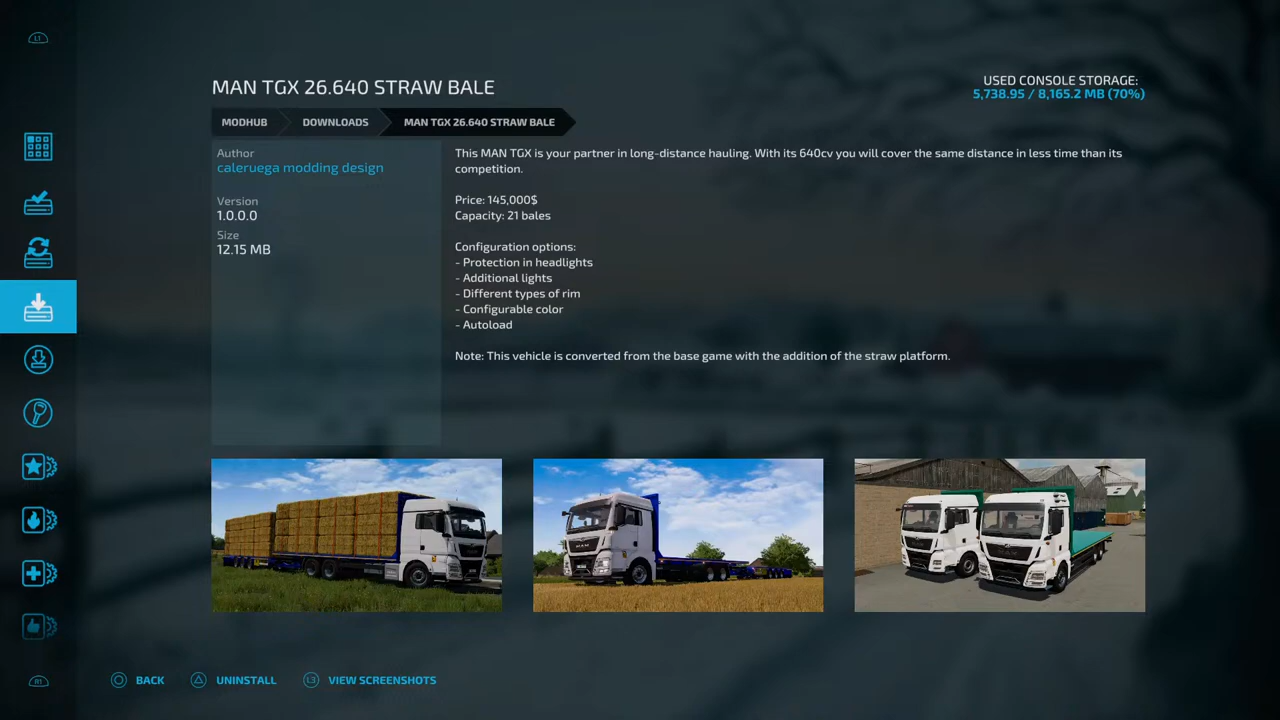 L1
MAN TGX 26.640 STRAW BALE
USED CONSOLE STORAGE:
5,738.95 / 8,165.2 MB (70%)
MODHUB
DOWNLOADS
MAN TGX 26.640 STRAW BALE
Author
caleruega modding design
Version
1.0.0.0
Size
12.15 MB
This MAN TGX is your partner in long-distance hauling. With its 640cv you will cover the same distance in less time than its
competition.
Price: 145,000$
Capacity: 21 bales
Configuration options:
- Protection in headlights
- Additional lights
- Different types of rim
- Configurable color
- Autoload
Note: This vehicle is converted from the base game with the addition of the straw platform.
R1
BACK
UNINSTALL
L3
VIEW SCREENSHOTS